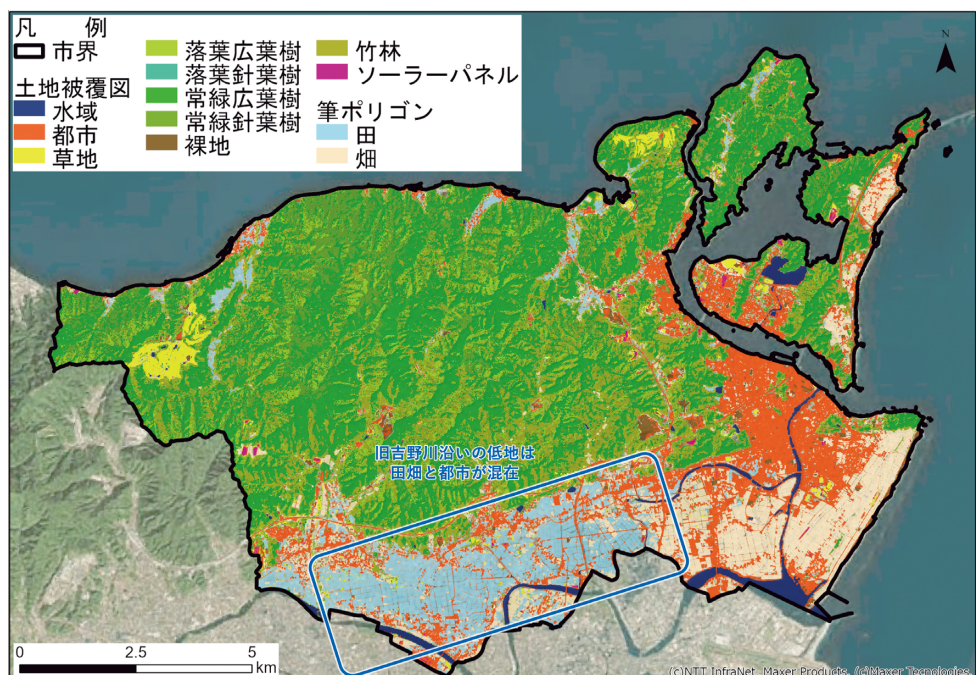 凡 例
市界
土地被覆図
水域
都市
草地
落葉広葉樹
落葉針葉樹
常緑広葉樹
常緑針葉樹
裸地
竹林
ソーラーパネル
筆ポリゴン
田
畑
N
旧吉野川沿いの低地は
田畑と都市が混在
0 2.5 5
km
(c)NTT InfraNet, Maxer Products, (c)Maxer Tecnologies